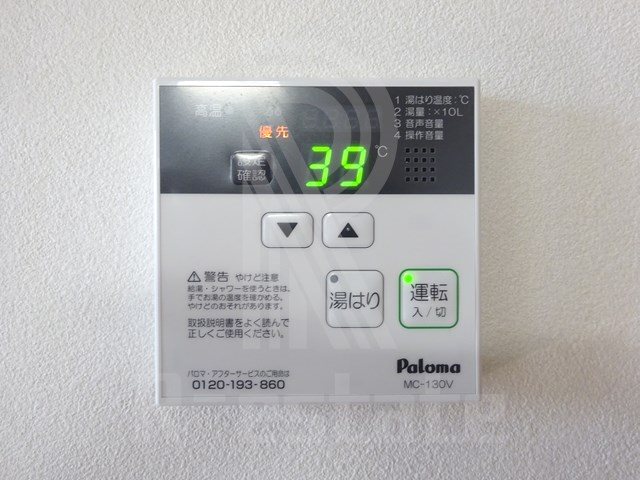 高温
優先
設定
確認
39 ℃
1 湯はり温度:℃
2 湯量:×10L
3 音声音量
4 操作音量
▼ ▲
⚠警告 やけど注意
給湯・シャワーを使うときは、
手でお湯の温度を確かめる。
やけどのおそれがあります。
取扱説明書をよく読んで
正しくご使用ください。
湯はり
運転
入/切
パロマ・アフターサービスのご用命は
0120-193-860
Paloma
MC-130V